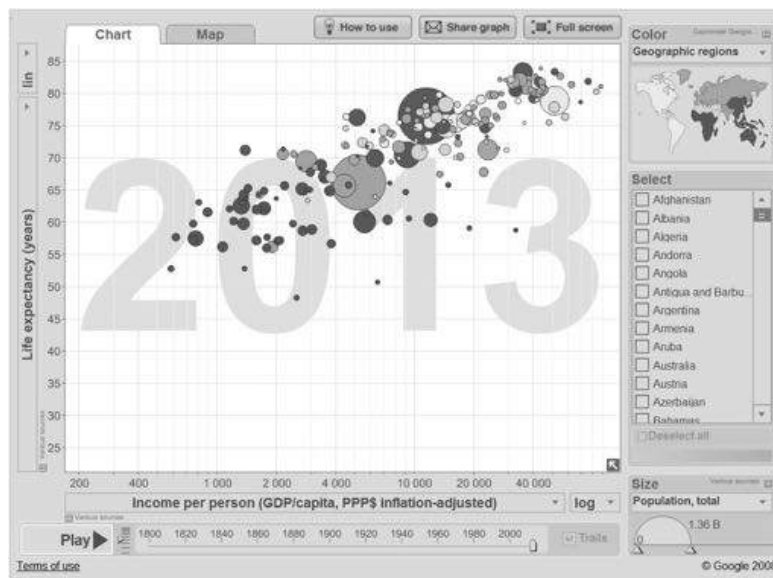 Chart
Map
How to use
Share graph
Full screen
Color
Geographic regions
lin
Life expectancy (years)
85
80
75
70
65
60
55
50
45
40
35
30
25
2013
200
400
1 000
2 000
4 000
10 000
20 000
40 000
Income per person (GDP/capita, PPP$ inflation-adjusted)
log
Select
Afghanistan
Albania
Algeria
Andorra
Angola
Antigua and Barbu...
Argentina
Armenia
Aruba
Australia
Austria
Azerbaijan
Bahamas
Deselect all
Size
Population, total
1.36 B
0
Play
1800 1820 1840 1860 1880 1900 1920 1940 1960 1980 2000
Trails
Terms of use